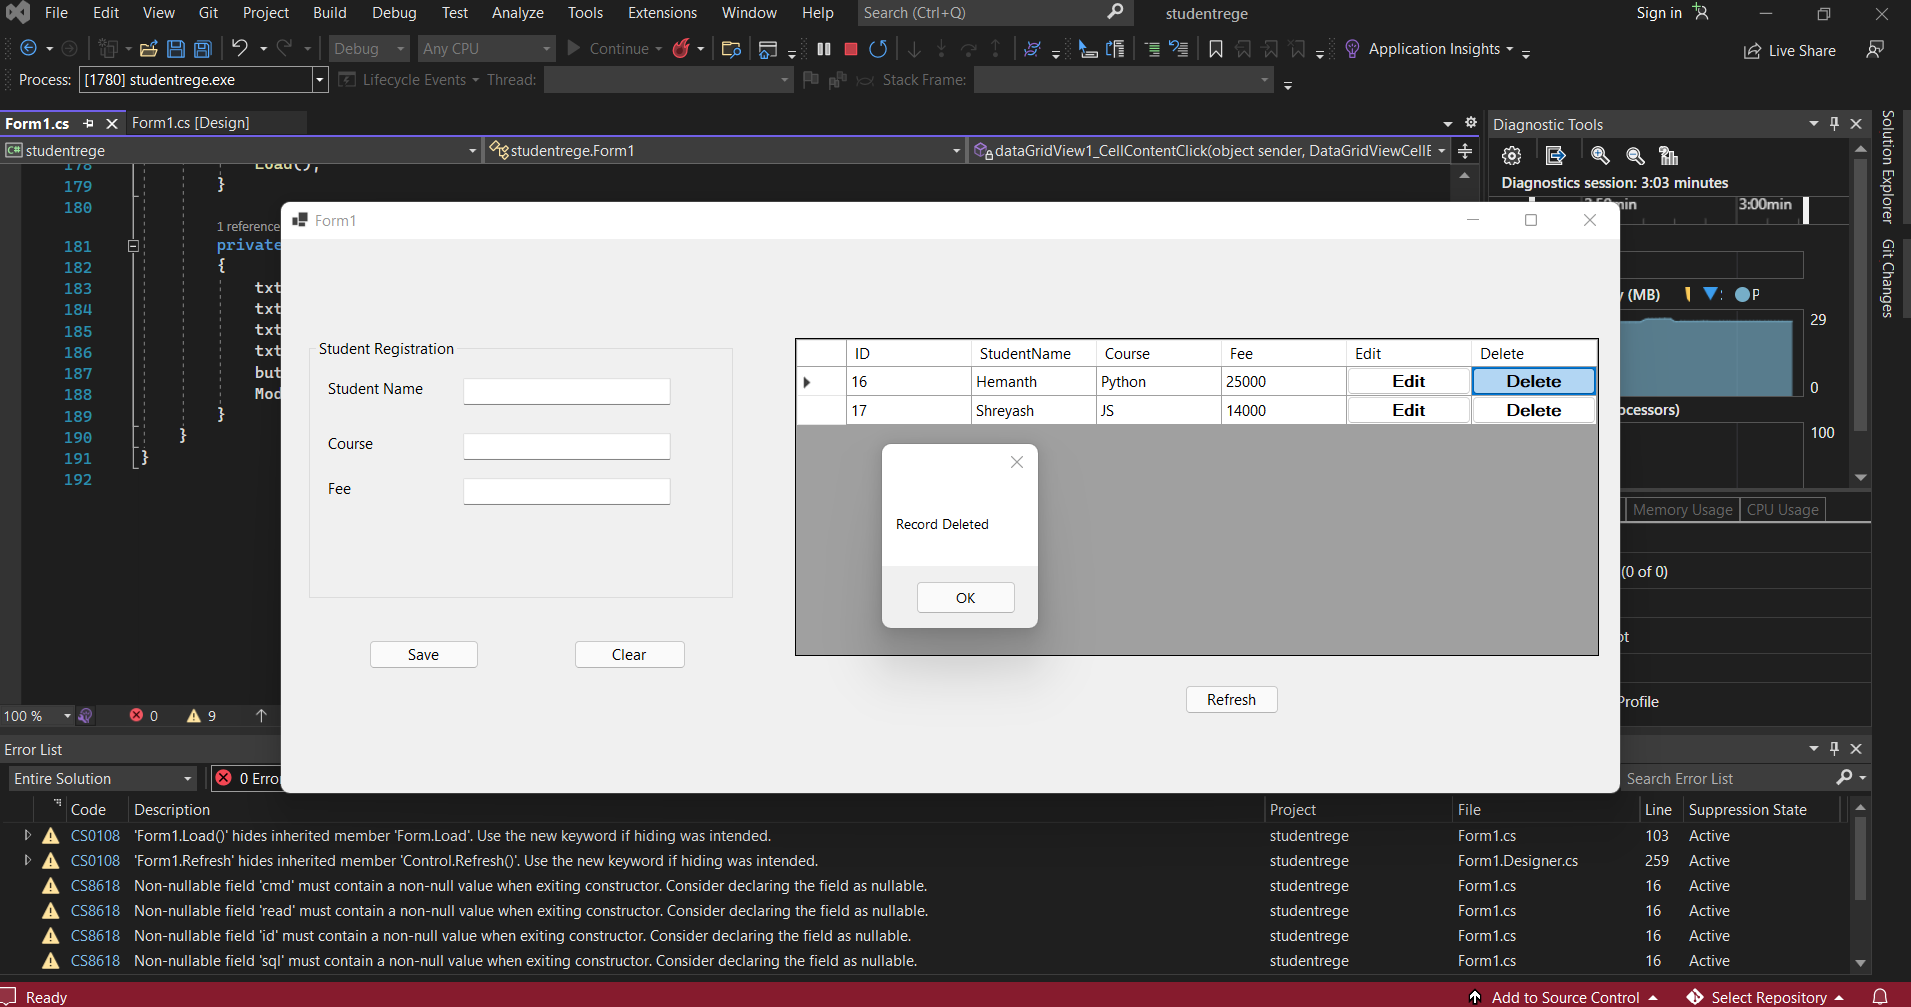 File Edit View Git Project Build Debug Test Analyze Tools Extensions Window Help Search (Ctrl+Q) studentrege Sign in
Debug Any CPU Continue Application Insights Live Share
Process: [1780] studentrege.exe Lifecycle Events Thread: Stack Frame:
Form1.cs Form1.cs [Design]
C# studentrege studentrege.Form1 dataGridView1_CellContentClick(object sender, DataGridViewCellE
178 Load();
179 }
180
1 reference
181 private
182 {
183 txt
184 txt
185 txt
186 txt
187 but
188 Mod
189 }
190 }
191 }
192
100 % 0 9
Form1
Student Registration
Student Name
Course
Fee
Save Clear
ID StudentName Course Fee Edit Delete
16 Hemanth Python 25000 Edit Delete
17 Shreyash JS 14000 Edit Delete
Record Deleted
OK
Refresh
Diagnostic Tools
Diagnostics session: 3:03 minutes
3:00min
(MB)
29
0
ocessors)
100
Memory Usage CPU Usage
(0 of 0)
Profile
Solution Explorer
Git Changes
Error List
Entire Solution 0 Erro Search Error List
Code Description Project File Line Suppression State
CS0108 'Form1.Load()' hides inherited member 'Form.Load'. Use the new keyword if hiding was intended. studentrege Form1.cs 103 Active
CS0108 'Form1.Refresh' hides inherited member 'Control.Refresh()'. Use the new keyword if hiding was intended. studentrege Form1.Designer.cs 259 Active
CS8618 Non-nullable field 'cmd' must contain a non-null value when exiting constructor. Consider declaring the field as nullable. studentrege Form1.cs 16 Active
CS8618 Non-nullable field 'read' must contain a non-null value when exiting constructor. Consider declaring the field as nullable. studentrege Form1.cs 16 Active
CS8618 Non-nullable field 'id' must contain a non-null value when exiting constructor. Consider declaring the field as nullable. studentrege Form1.cs 16 Active
CS8618 Non-nullable field 'sql' must contain a non-null value when exiting constructor. Consider declaring the field as nullable. studentrege Form1.cs 16 Active
Ready Add to Source Control Select Repository